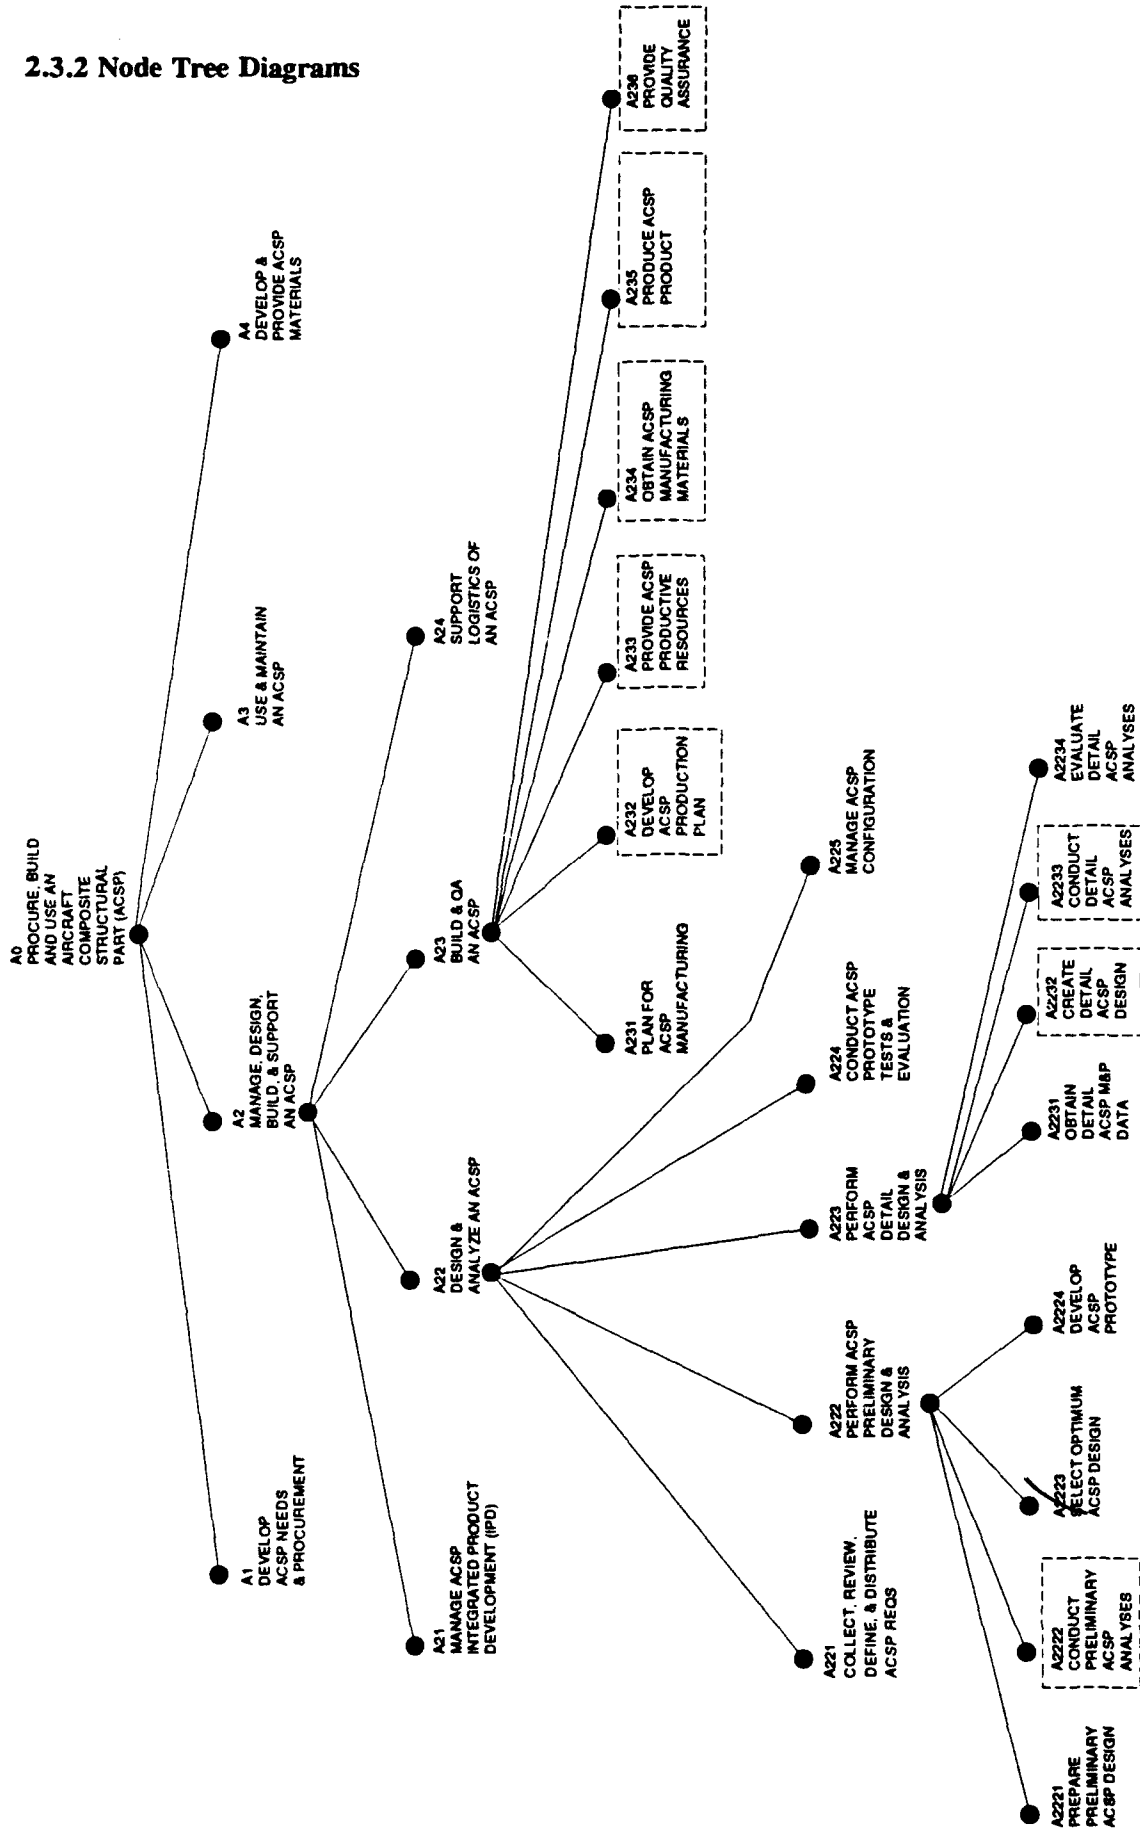 2.3.2 Node Tree Diagrams
A0
PROCURE, BUILD
AND USE AN
AIRCRAFT
COMPOSITE
STRUCTURAL
PART (ACSP)
A1
DEVELOP
ACSP NEEDS
& PROCUREMENT
A2
MANAGE, DESIGN,
BUILD, & SUPPORT
AN ACSP
A3
USE & MAINTAIN
AN ACSP
A4
DEVELOP &
PROVIDE ACSP
MATERIALS
A21
MANAGE ACSP
INTEGRATED PRODUCT
DEVELOPMENT (IPD)
A22
DESIGN &
ANALYZE AN ACSP
A23
BUILD & QA
AN ACSP
A24
SUPPORT
LOGISTICS OF
AN ACSP
A231
PLAN FOR
ACSP
MANUFACTURING
A232
DEVELOP
ACSP
PRODUCTION
PLAN
A233
PROVIDE ACSP
PRODUCTIVE
RESOURCES
A234
OBTAIN ACSP
MANUFACTURING
MATERIALS
A235
PRODUCE ACSP
PRODUCT
A236
PROVIDE
QUALITY
ASSURANCE
A221
COLLECT, REVIEW,
DEFINE, & DISTRIBUTE
ACSP REQS
A222
PERFORM ACSP
PRELIMINARY
DESIGN &
ANALYSIS
A223
PERFORM
ACSP
DETAIL
DESIGN &
ANALYSIS
A224
CONDUCT ACSP
PROTOTYPE
TESTS &
EVALUATION
A225
MANAGE ACSP
CONFIGURATION
A2221
PREPARE
PRELIMINARY
ACSP DESIGN
A2222
CONDUCT
PRELIMINARY
ACSP
ANALYSES
A2223
SELECT OPTIMUM
ACSP DESIGN
A2224
DEVELOP
ACSP
PROTOTYPE
A2231
OBTAIN
DETAIL
ACSP M&P
DATA
A2232
CREATE
DETAIL
ACSP
DESIGN
A2233
CONDUCT
DETAIL
ACSP
ANALYSES
A2234
EVALUATE
DETAIL
ACSP
ANALYSES